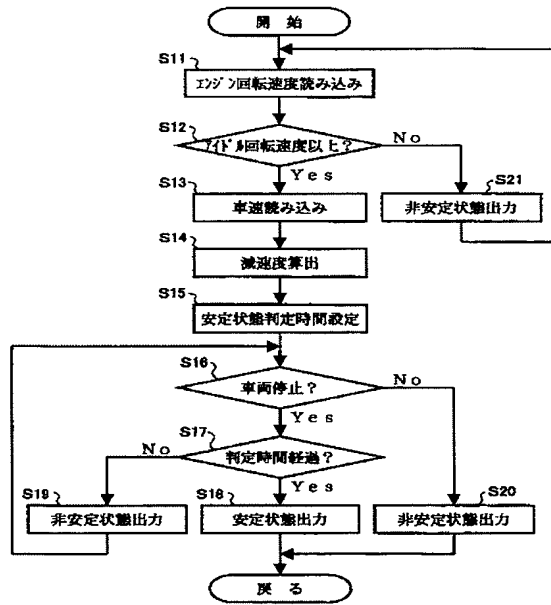 開 始
S11
エンジン回転速度読み込み
S12
アイドル回転速度以上？
No
Yes
S13
車速読み込み
S21
非安定状態出力
S14
減速度算出
S15
安定状態判定時間設定
S16
車両停止？
No
Yes
S17
判定時間経過？
No
Yes
S19
非安定状態出力
S18
安定状態出力
S20
非安定状態出力
戻 る